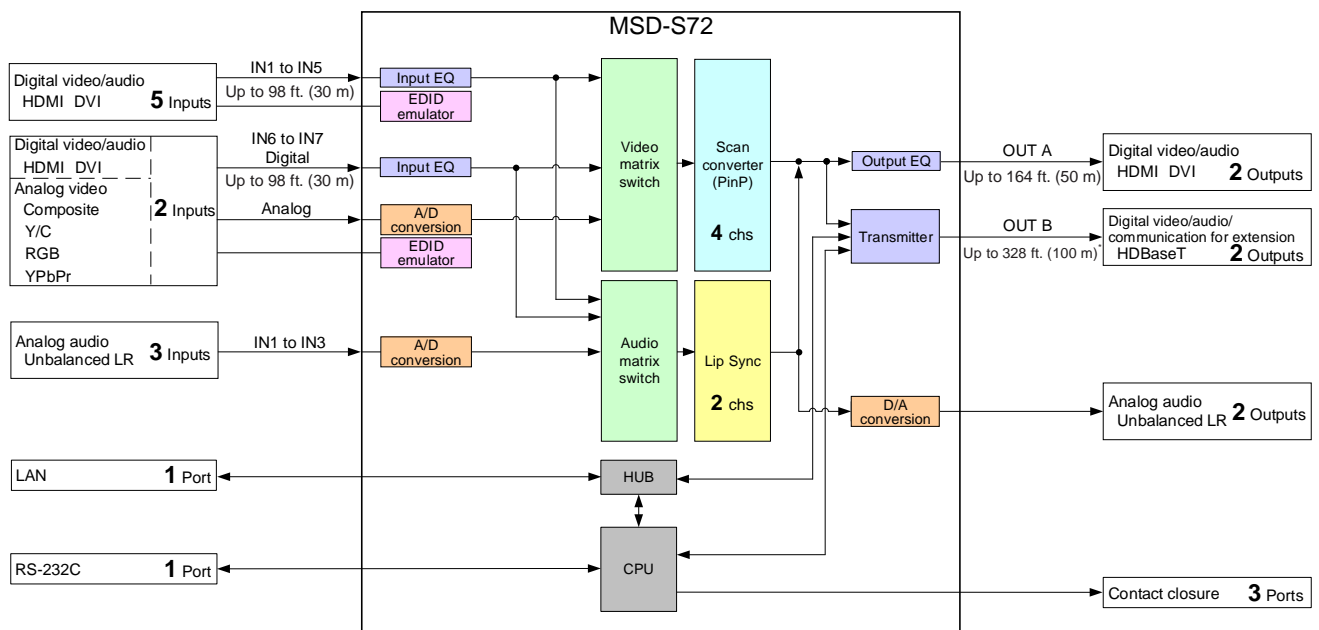 MSD-S72
Digital video/audio
HDMI DVI 5 Inputs
IN1 to IN5
Up to 98 ft. (30 m)
Input EQ
EDID
emulator
Digital video/audio
HDMI DVI
Analog video
Composite
Y/C
RGB
YPbPr
2 Inputs
IN6 to IN7
Digital
Up to 98 ft. (30 m)
Analog
Input EQ
A/D
conversion
EDID
emulator
Analog audio
Unbalanced LR 3 Inputs
IN1 to IN3
A/D
conversion
LAN 1 Port
RS-232C 1 Port
Video
matrix
switch
Scan
converter
(PinP)
4 chs
Audio
matrix
switch
Lip Sync
2 chs
HUB
CPU
Output EQ
Transmitter
D/A
conversion
OUT A
Up to 164 ft. (50 m)
Digital video/audio
HDMI DVI 2 Outputs
OUT B
Up to 328 ft. (100 m)*
Digital video/audio/
communication for extension
HDBaseT 2 Outputs
Analog audio
Unbalanced LR 2 Outputs
Contact closure 3 Ports